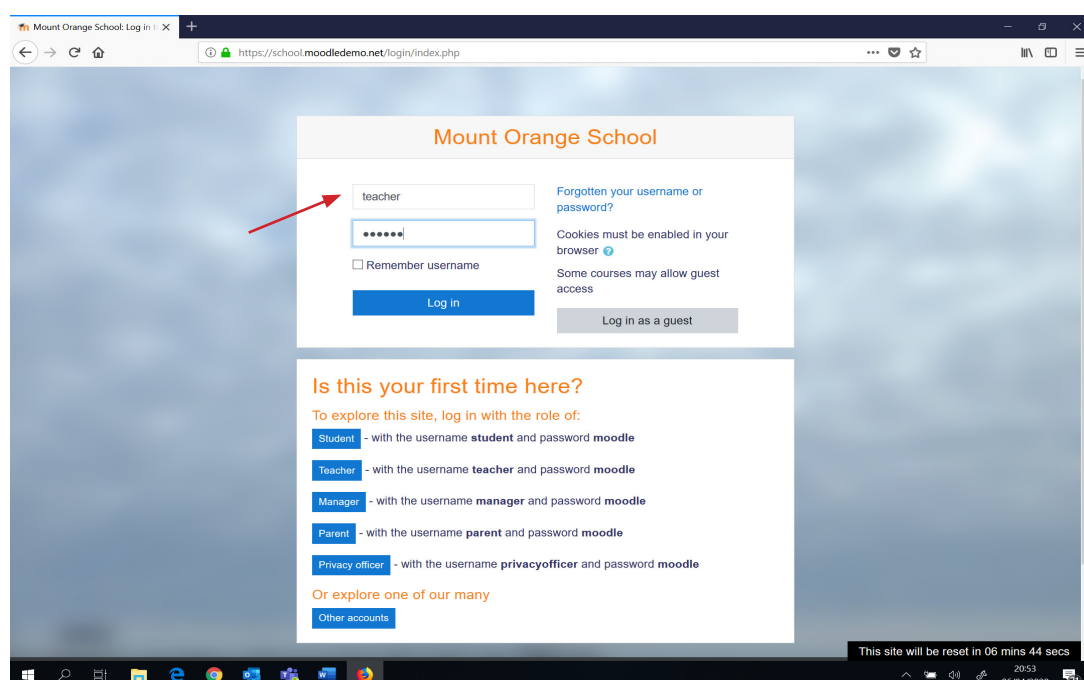 Mount Orange School: Log in t
https://school.moodledemo.net/login/index.php
Mount Orange School
teacher
Remember username
Log in
Forgotten your username or
password?
Cookies must be enabled in your
browser
Some courses may allow guest
access
Log in as a guest
Is this your first time here?
To explore this site, log in with the role of:
Student - with the username student and password moodle
Teacher - with the username teacher and password moodle
Manager - with the username manager and password moodle
Parent - with the username parent and password moodle
Privacy officer - with the username privacyofficer and password moodle
Or explore one of our many
Other accounts
This site will be reset in 06 mins 44 secs
20:53